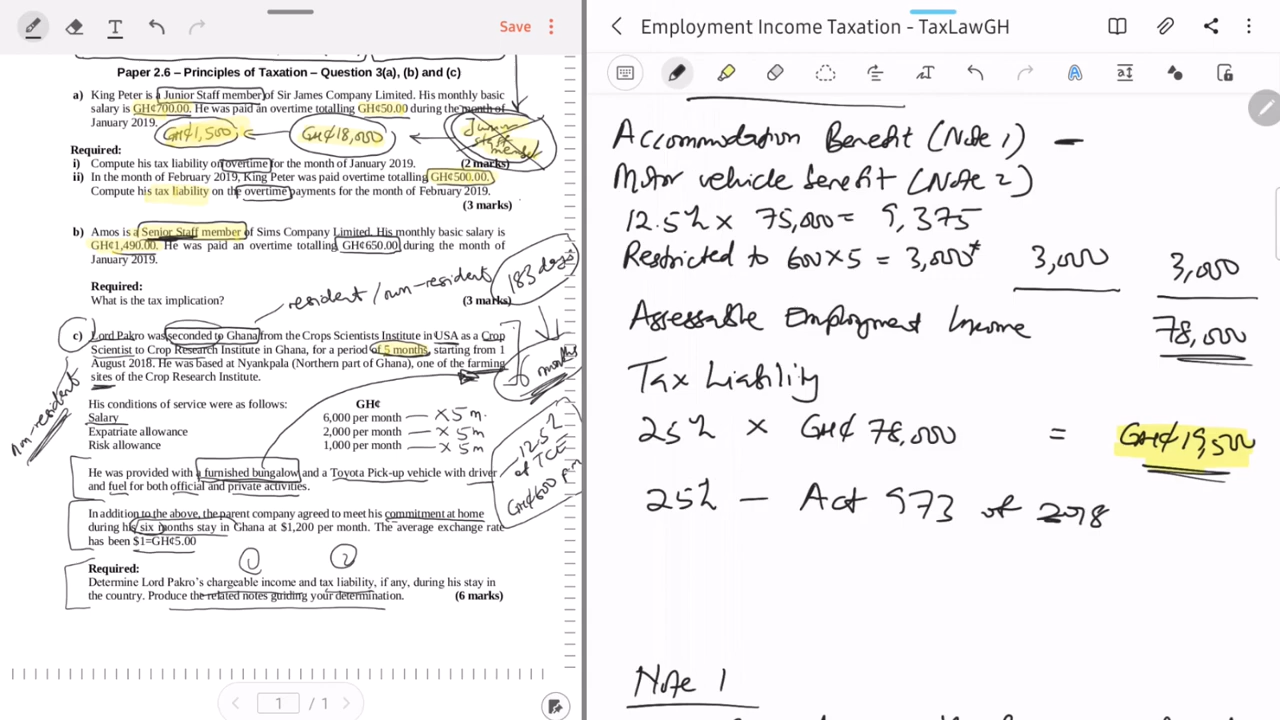 Save
Employment Income Taxation - TaxLawGH
Paper 2.6 – Principles of Taxation – Question 3(a), (b) and (c)
a) King Peter is a Junior Staff member of Sir James Company Limited. His monthly basic
salary is GH¢700.00. He was paid an overtime totalling GH¢50.00 during the month of
January 2019.
GH¢1,500
GH¢18,000
Junior
staff
member
Required:
i) Compute his tax liability on overtime for the month of January 2019. (2 marks)
ii) In the month of February 2019, King Peter was paid overtime totalling GH¢500.00.
Compute his tax liability on the overtime payments for the month of February 2019.
(3 marks)
b) Amos is a Senior Staff member of Sims Company Limited. His monthly basic salary is
GH¢1,490.00. He was paid an overtime totalling GH¢650.00 during the month of
January 2019.
Required:
What is the tax implication? (3 marks)
resident / non-resident
183 days
c) Lord Pakro was seconded to Ghana from the Crops Scientists Institute in USA as a Crop
Scientist to Crop Research Institute in Ghana, for a period of 5 months, starting from 1
August 2018. He was based at Nyankpala (Northern part of Ghana), one of the farming
sites of the Crop Research Institute.
6 months
non-resident
His conditions of service were as follows: GH¢
Salary 6,000 per month — x 5 m.
Expatriate allowance 2,000 per month — x 5m
Risk allowance 1,000 per month — x 5m
12.5%
of TCE
GH¢600 pm
He was provided with a furnished bungalow and a Toyota Pick-up vehicle with driver
and fuel for both official and private activities.
In addition to the above, the parent company agreed to meet his commitment at home
during his six months stay in Ghana at $1,200 per month. The average exchange rate
has been $1=GH¢5.00
1 2
Required:
Determine Lord Pakro's chargeable income and tax liability, if any, during his stay in
the country. Produce the related notes guiding your determination. (6 marks)
1 / 1
Accommodation Benefit (Note 1) –
Motor vehicle benefit (Note 2)
12.5% x 75,000 = 9,375
Restricted to 600 x 5 = 3,000* 3,000 3,000
Assessable Employment Income 78,000
Tax Liability
25% x GH¢ 78,000 = GH¢19,500
25% — Act 973 of 2018
Note 1